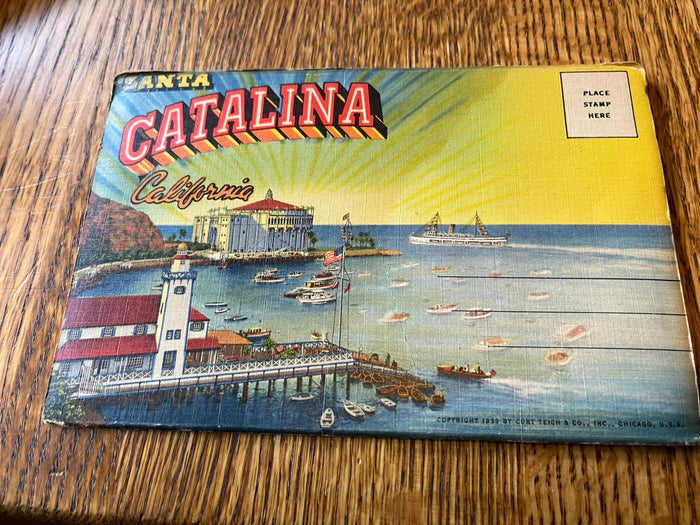 SANTA
CATALINA
California
PLACE
STAMP
HERE
COPYRIGHT 1939 BY CURT TEICH & CO., INC., CHICAGO, U.S.A.